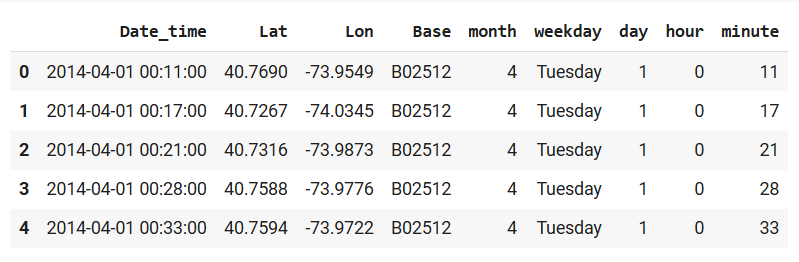 Date_time Lat Lon Base month weekday day hour minute
0 2014-04-01 00:11:00 40.7690 -73.9549 B02512 4 Tuesday 1 0 11
1 2014-04-01 00:17:00 40.7267 -74.0345 B02512 4 Tuesday 1 0 17
2 2014-04-01 00:21:00 40.7316 -73.9873 B02512 4 Tuesday 1 0 21
3 2014-04-01 00:28:00 40.7588 -73.9776 B02512 4 Tuesday 1 0 28
4 2014-04-01 00:33:00 40.7594 -73.9722 B02512 4 Tuesday 1 0 33